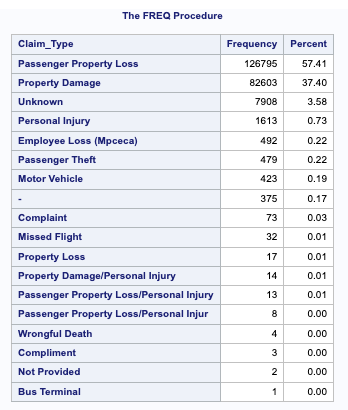 The FREQ Procedure
Claim_Type Frequency Percent
Passenger Property Loss 126795 57.41
Property Damage 82603 37.40
Unknown 7908 3.58
Personal Injury 1613 0.73
Employee Loss (Mpceca) 492 0.22
Passenger Theft 479 0.22
Motor Vehicle 423 0.19
- 375 0.17
Complaint 73 0.03
Missed Flight 32 0.01
Property Loss 17 0.01
Property Damage/Personal Injury 14 0.01
Passenger Property Loss/Personal Injury 13 0.01
Passenger Property Loss/Personal Injur 8 0.00
Wrongful Death 4 0.00
Compliment 3 0.00
Not Provided 2 0.00
Bus Terminal 1 0.00